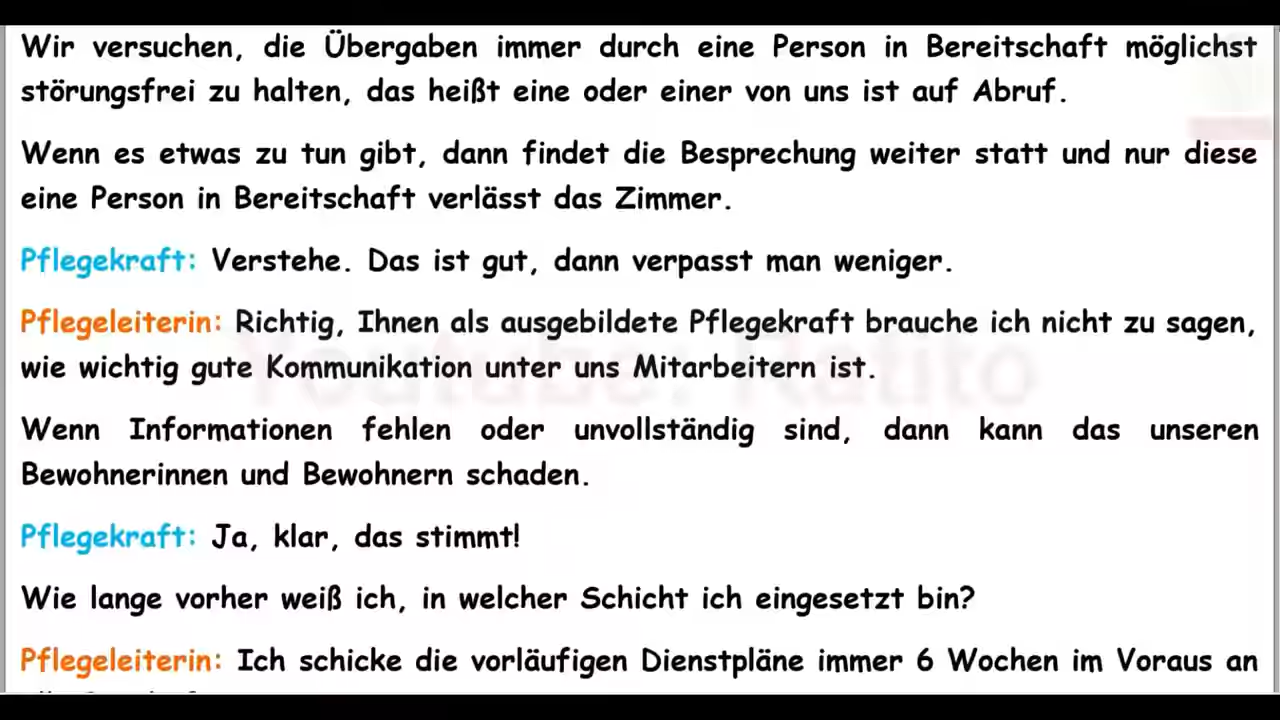 Wir versuchen, die Übergaben immer durch eine Person in Bereitschaft möglichst
störungsfrei zu halten, das heißt eine oder einer von uns ist auf Abruf.
Wenn es etwas zu tun gibt, dann findet die Besprechung weiter statt und nur diese
eine Person in Bereitschaft verlässt das Zimmer.
Pflegekraft: Verstehe. Das ist gut, dann verpasst man weniger.
Pflegeleiterin: Richtig, Ihnen als ausgebildete Pflegekraft brauche ich nicht zu sagen,
wie wichtig gute Kommunikation unter uns Mitarbeitern ist.
Youtube: Ratito
Wenn Informationen fehlen oder unvollständig sind, dann kann das unseren
Bewohnerinnen und Bewohnern schaden.
Pflegekraft: Ja, klar, das stimmt!
Wie lange vorher weiß ich, in welcher Schicht ich eingesetzt bin?
Pflegeleiterin: Ich schicke die vorläufigen Dienstpläne immer 6 Wochen im Voraus an